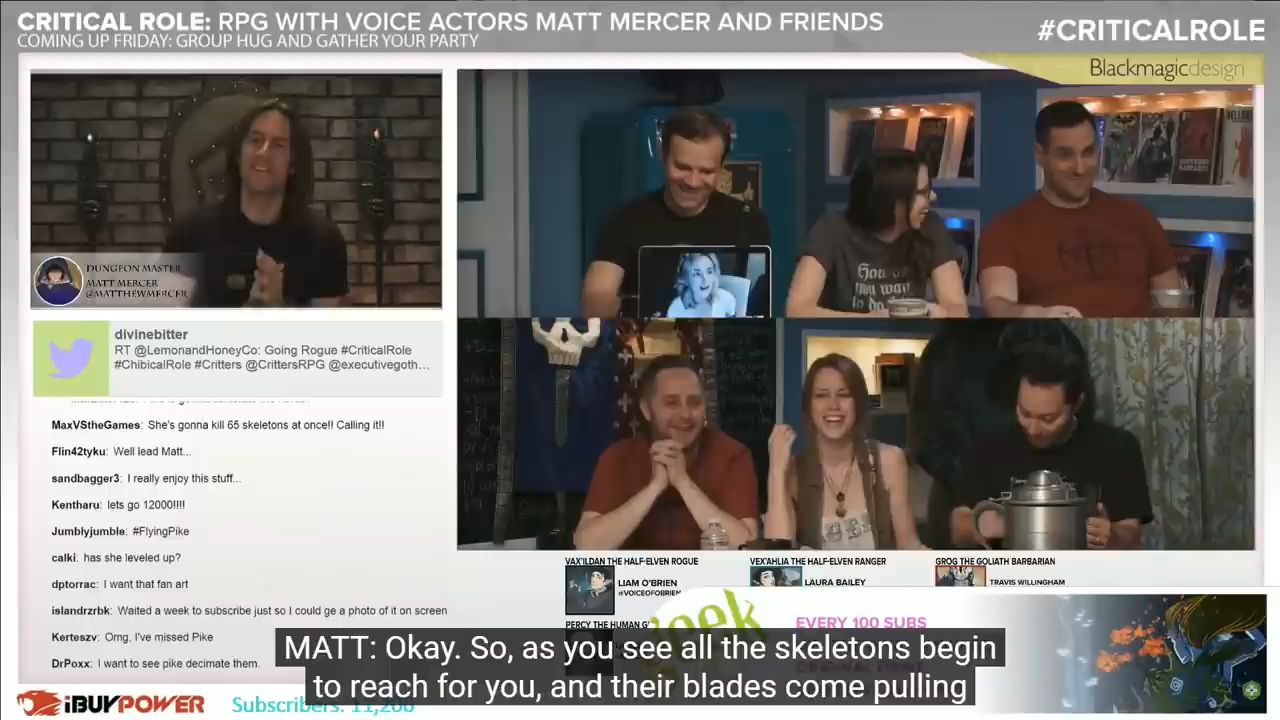 CRITICAL ROLE: RPG WITH VOICE ACTORS MATT MERCER AND FRIENDS
COMING UP FRIDAY: GROUP HUG AND GATHER YOUR PARTY
#CRITICALROLE
Blackmagicdesign
DUNGEON MASTER
MATT MERCER
@MATTHEWMERCER
divinebitter
RT @LemonandHoneyCo: Going Rogue #CriticalRole
#ChibicalRole #Critters @CrittersRPG @executivegoth…
MaxVStheGames: She's gonna kill 65 skeletons at once!! Calling it!!
Flin42tyku: Well lead Matt...
sandbagger3: I really enjoy this stuff...
Kentharu: lets go 12000!!!!
Jumblyjumble: #FlyingPike
calki: has she leveled up?
dptorrac: I want that fan art
islandrzrbk: Waited a week to subscribe just so I could ge a photo of it on screen
Kerteszv: Omg, I've missed Pike
DrPoxx: I want to see pike decimate them.
VAX'ILDAN THE HALF-ELVEN ROGUE
LIAM O'BRIEN
@VOICEOFOBRIEN
VEX'AHLIA THE HALF-ELVEN RANGER
LAURA BAILEY
GROG THE GOLIATH BARBARIAN
TRAVIS WILLINGHAM
PERCY THE HUMAN G
EVERY 100 SUBS
MATT: Okay. So, as you see all the skeletons begin
to reach for you, and their blades come pulling
iBUYPOWER
Subscribers: 11,266